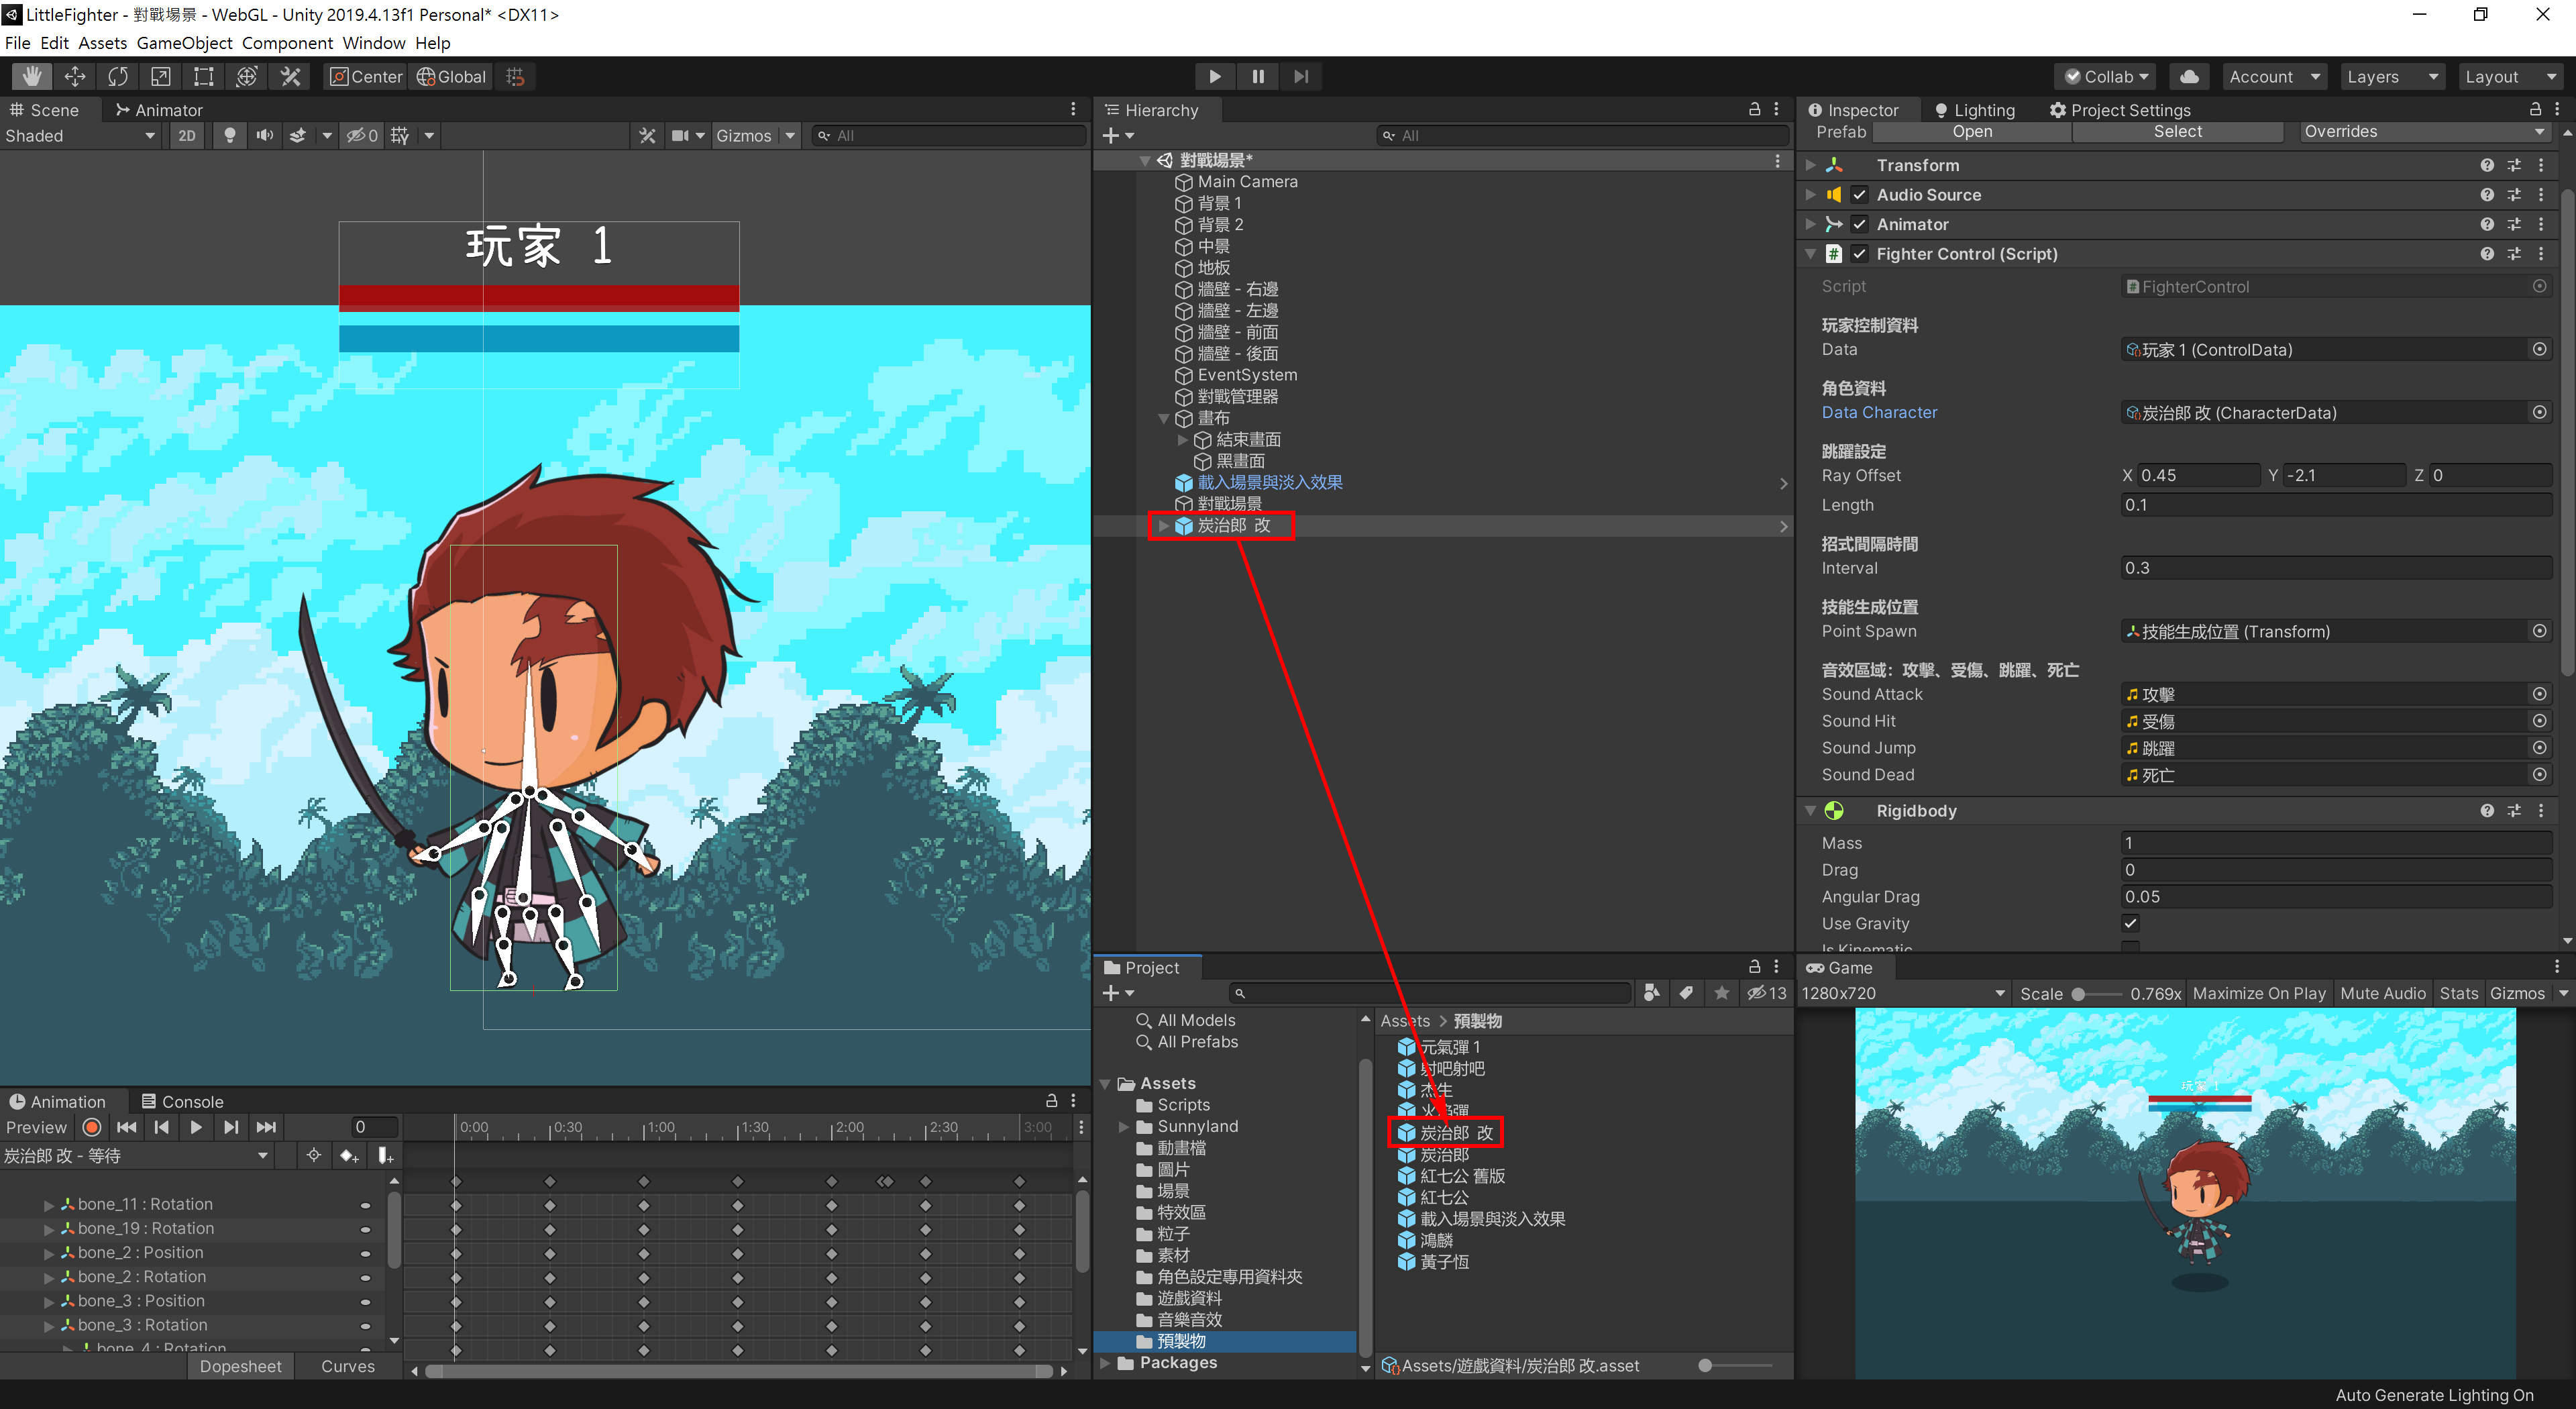 LittleFighter - 對戰場景 - WebGL - Unity 2019.4.13f1 Personal* <DX11>
File Edit Assets GameObject Component Window Help
Center Global
Collab Account Layers Layout
Scene Animator
Shaded 2D 0 Gizmos All
玩家 1
Hierarchy
All
對戰場景*
Main Camera
背景 1
背景 2
中景
地板
牆壁 - 右邊
牆壁 - 左邊
牆壁 - 前面
牆壁 - 後面
EventSystem
對戰管理器
畫布
結束畫面
黑畫面
載入場景與淡入效果
對戰場景
炭治郎 改
Inspector Lighting Project Settings
Prefab Open Select Overrides
Transform
Audio Source
Animator
Fighter Control (Script)
Script FighterControl
玩家控制資料
Data 玩家 1 (ControlData)
角色資料
Data Character 炭治郎 改 (CharacterData)
跳躍設定
Ray Offset X 0.45 Y -2.1 Z 0
Length 0.1
招式間隔時間
Interval 0.3
技能生成位置
Point Spawn 技能生成位置 (Transform)
音效區域: 攻擊、受傷、跳躍、死亡
Sound Attack 攻擊
Sound Hit 受傷
Sound Jump 跳躍
Sound Dead 死亡
Rigidbody
Mass 1
Drag 0
Angular Drag 0.05
Use Gravity
Is Kinematic
Project
13
All Models
All Prefabs
Assets
Scripts
Sunnyland
動畫檔
圖片
場景
特效區
粒子
素材
角色設定專用資料夾
遊戲資料
音樂音效
預製物
Packages
Assets > 預製物
元氣彈 1
射吧射吧
杰生
火焰彈
炭治郎 改
炭治郎
紅七公 舊版
紅七公
載入場景與淡入效果
鴻麟
黃子恆
Assets/遊戲資料/炭治郎 改.asset
Game
1280x720 Scale 0.769x Maximize On Play Mute Audio Stats Gizmos
玩家 1
Animation Console
Preview 0 0:00 0:30 1:00 1:30 2:00 2:30 3:00
炭治郎 改 - 等待
bone_11 : Rotation
bone_19 : Rotation
bone_2 : Position
bone_2 : Rotation
bone_3 : Position
bone_3 : Rotation
bone_4 : Rotation
Dopesheet Curves
Auto Generate Lighting On